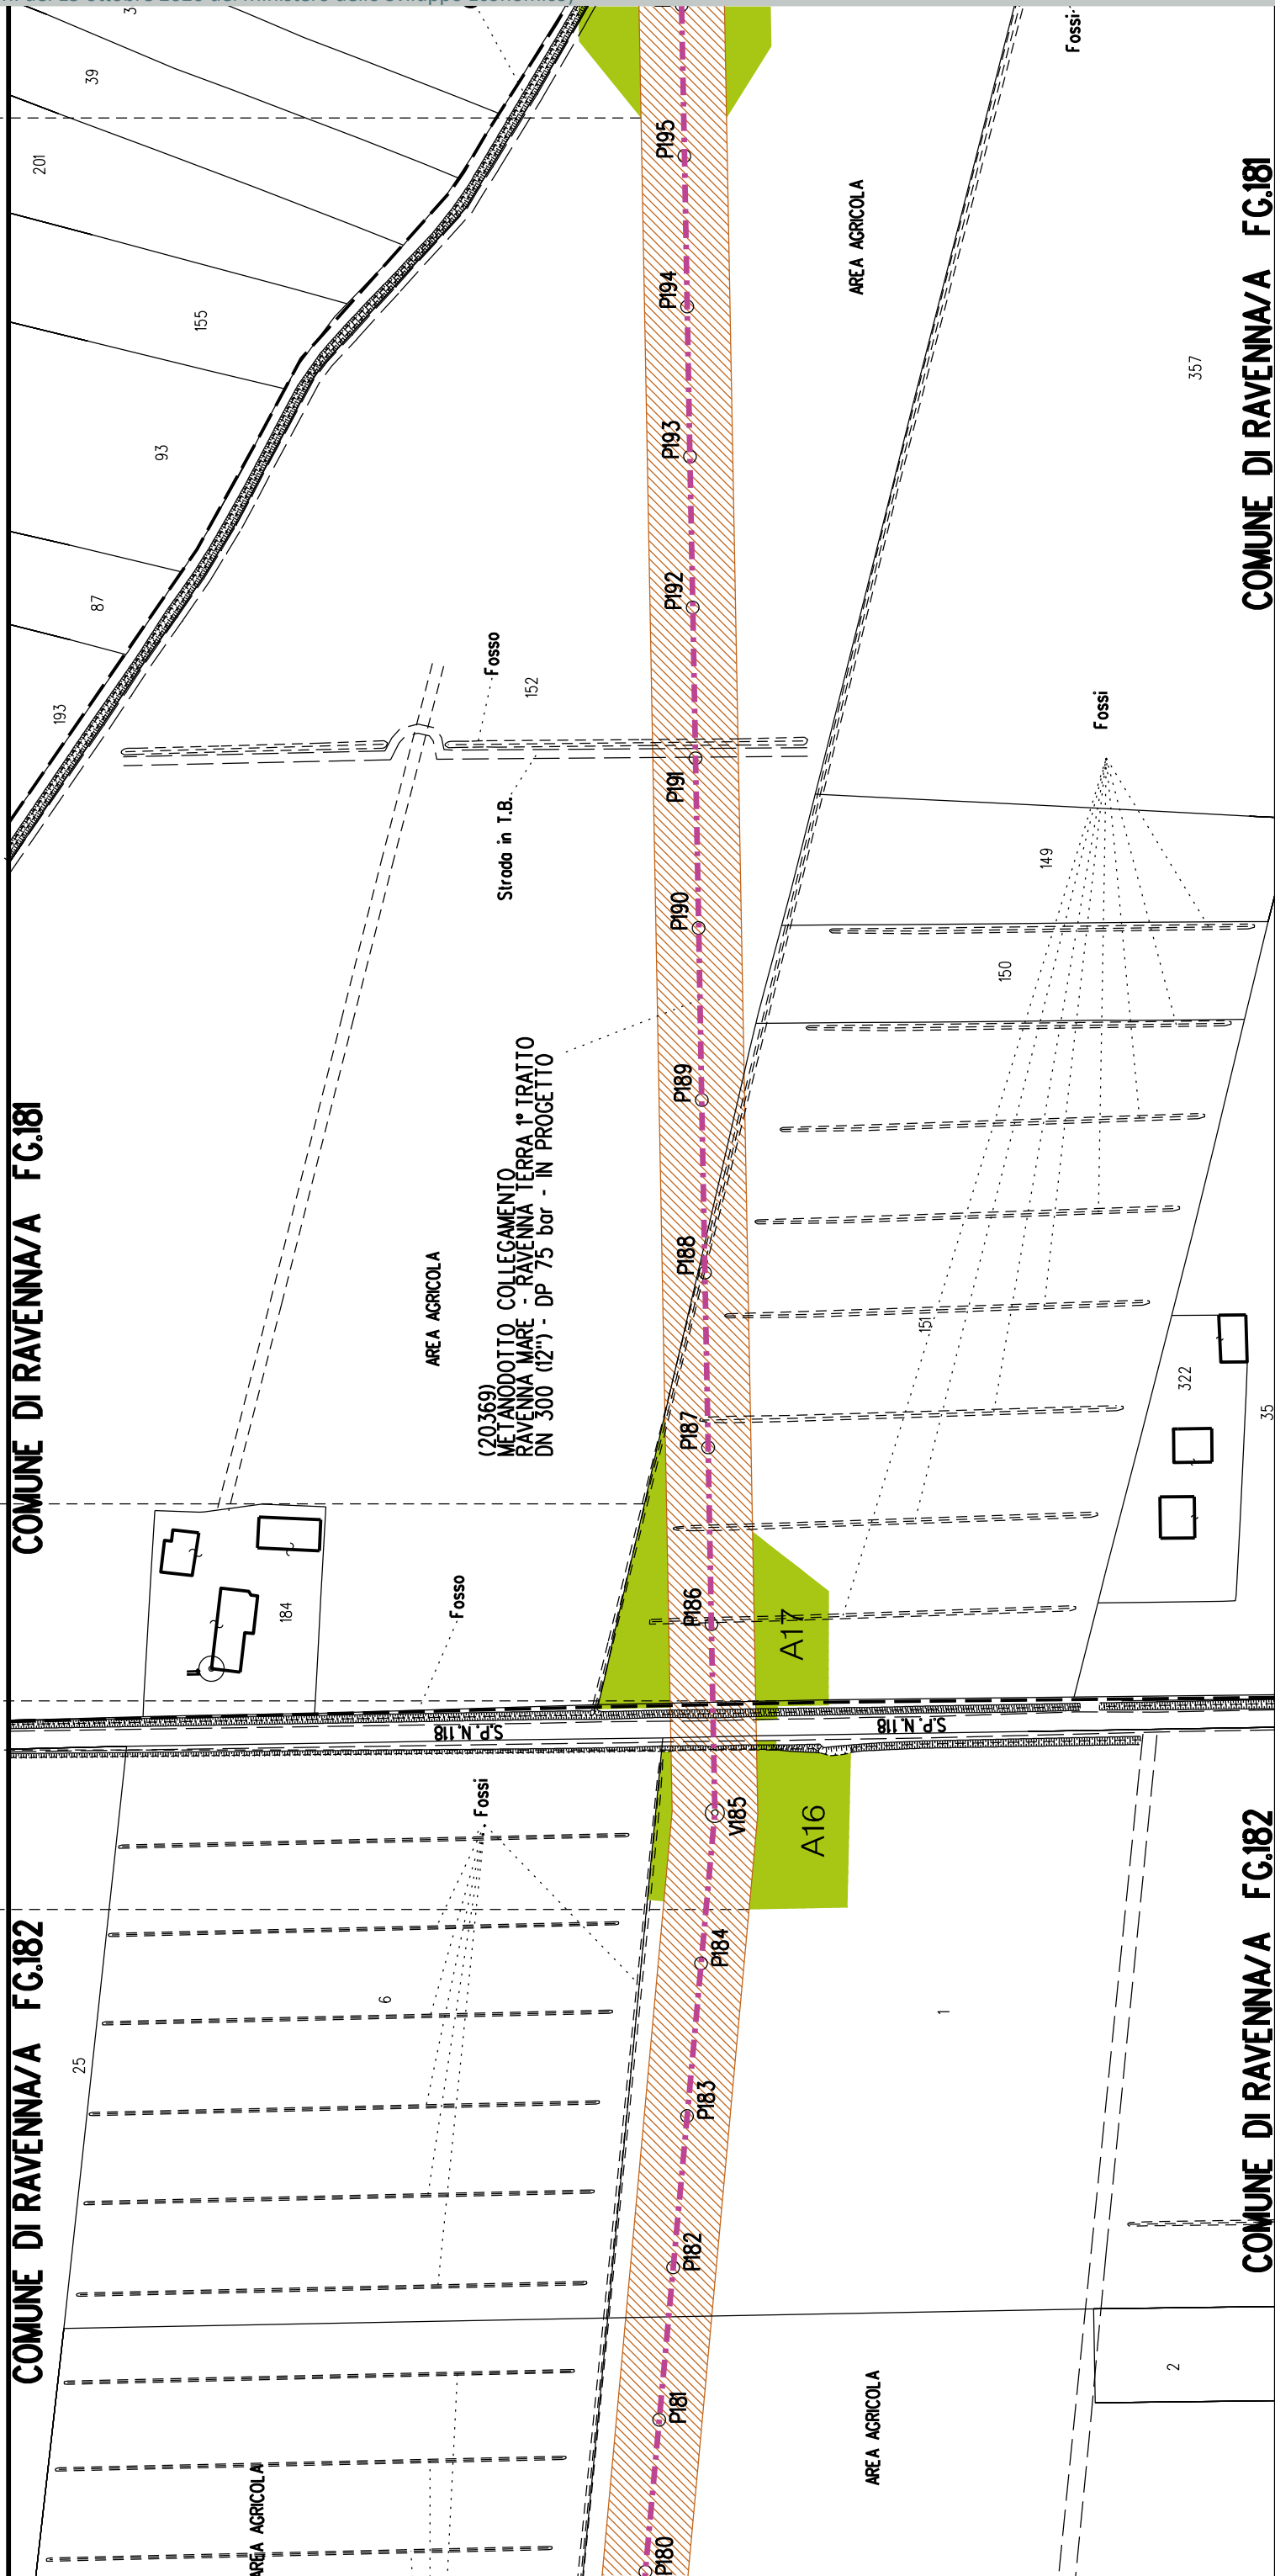 39
201
155
93
87
193
Fossi
P195
P194
P193
P192
P191
P190
P189
P188
P187
P186
V185
P184
P183
P182
P181
P180
AREA AGRICOLA
357
COMUNE DI RAVENNA/A FG.181
Fosso
152
Strada in T.B.
Fossi
149
150
151
322
35
COMUNE DI RAVENNA/A FG.181
AREA AGRICOLA
(20369)
METANODOTTO COLLEGAMENTO
RAVENNA MARE - RAVENNA TERRA 1° TRATTO
DN 300 (12") - DP 75 bar - IN PROGETTO
184
Fosso
A17
S.P. N.118
S.P. N.118
A16
Fossi
6
25
1
COMUNE DI RAVENNA/A FG.182
COMUNE DI RAVENNA/A FG.182
2
AREA AGRICOLA
AREA AGRICOLA